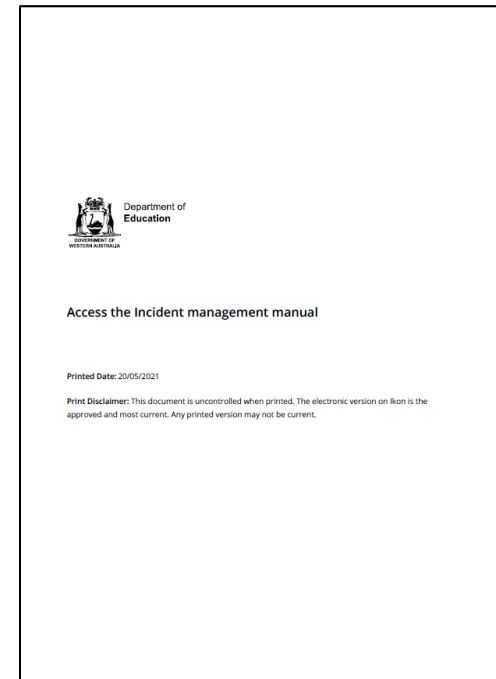 Department of
Education
GOVERNMENT OF
WESTERN AUSTRALIA
Access the Incident management manual
Printed Date: 20/05/2021
Print Disclaimer: This document is uncontrolled when printed. The electronic version on Ikon is the
approved and most current. Any printed version may not be current.